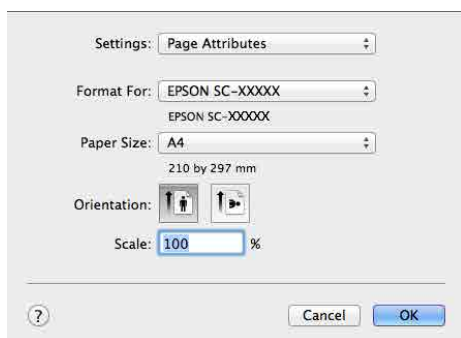 Settings: Page Attributes
Format For: EPSON SC-XXXXX
EPSON SC-XXXXX
Paper Size: A4
210 by 297 mm
Orientation:
Scale: 100 %
? Cancel OK